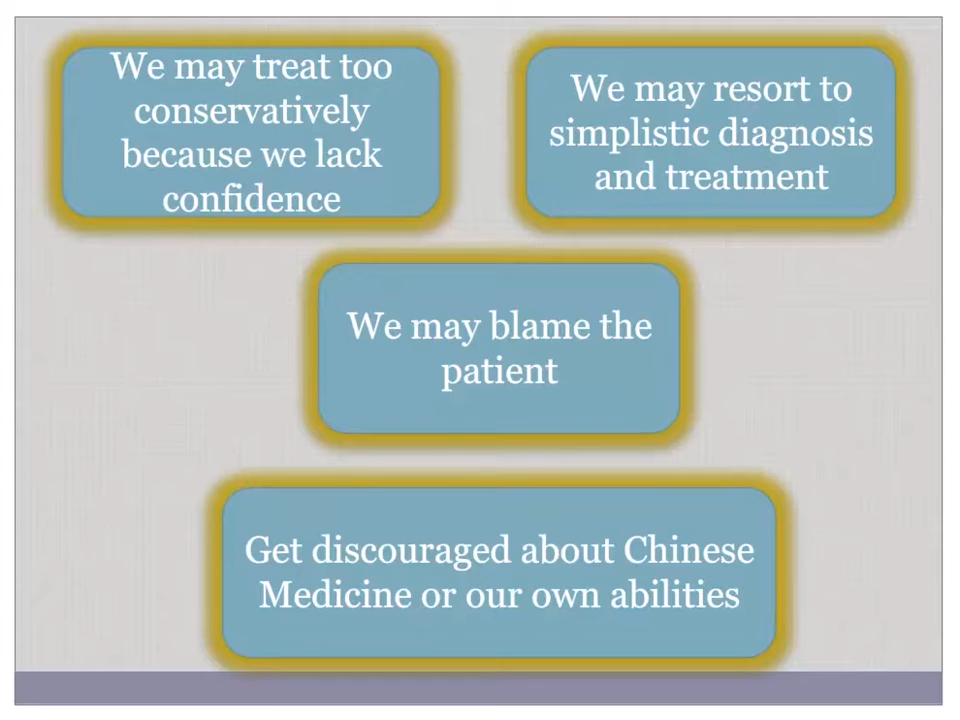 We may treat too
conservatively
because we lack
confidence
We may resort to
simplistic diagnosis
and treatment
We may blame the
patient
Get discouraged about Chinese
Medicine or our own abilities